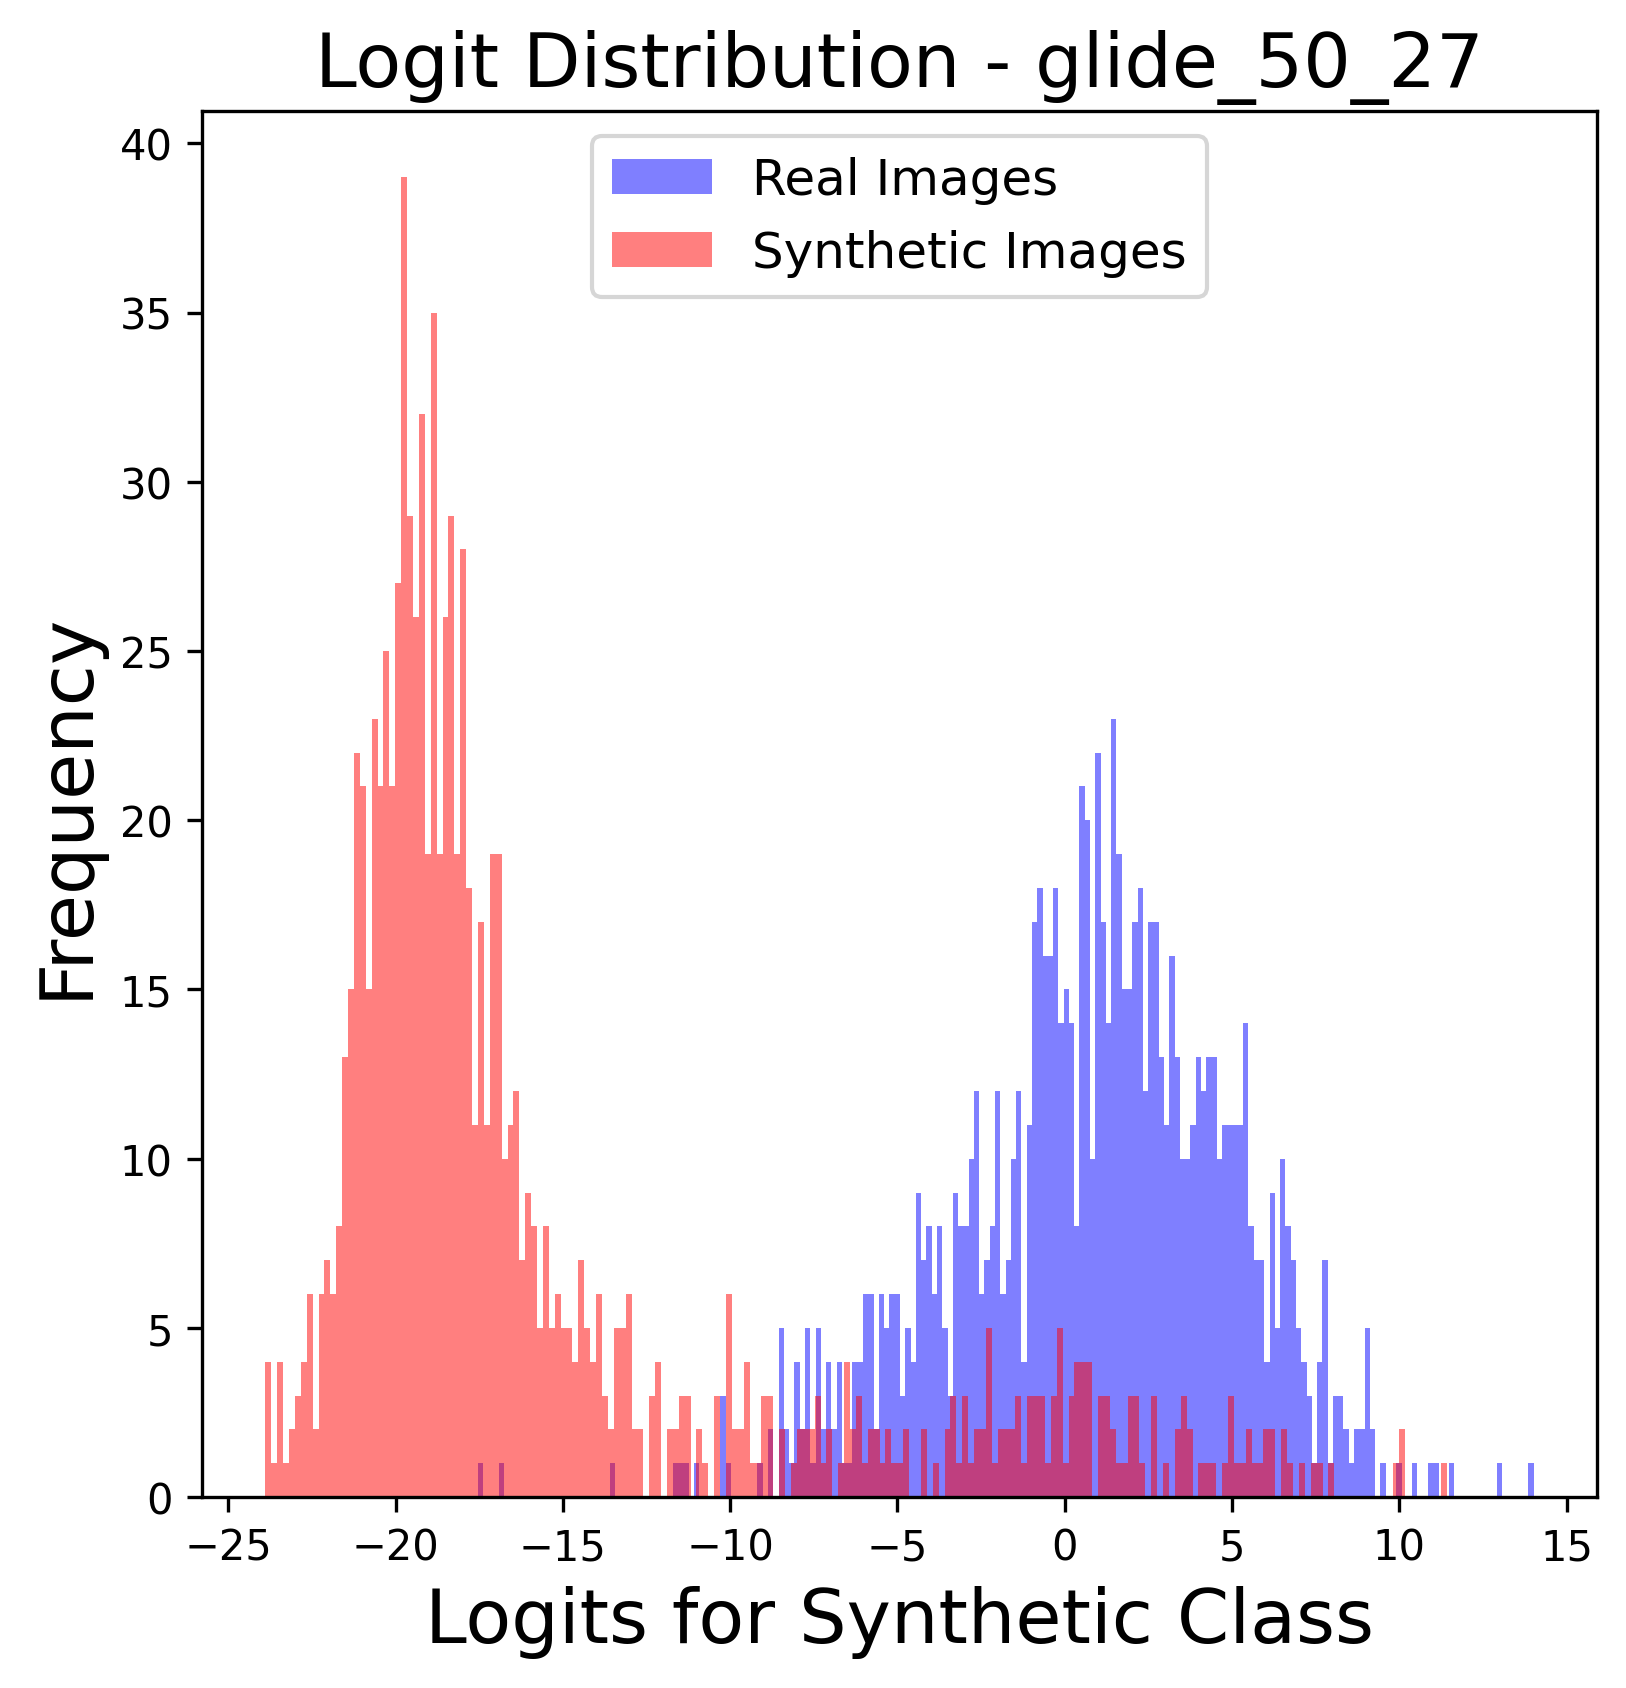 Logit Distribution - glide_50_27
Real Images
Synthetic Images
Frequency
40
35
30
25
20
15
10
5
0
−25 −20 −15 −10 −5 0 5 10 15
Logits for Synthetic Class